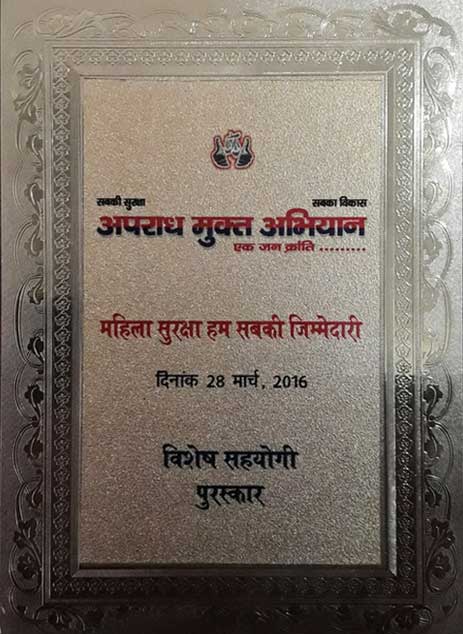 सबकी सुरक्षा सबका विकास
अपराध मुक्त अभियान
एक जन क्रांति .........
महिला सुरक्षा हम सबकी जिम्मेदारी
दिनांक 28 मार्च, 2016
विशेष सहयोगी
पुरस्कार